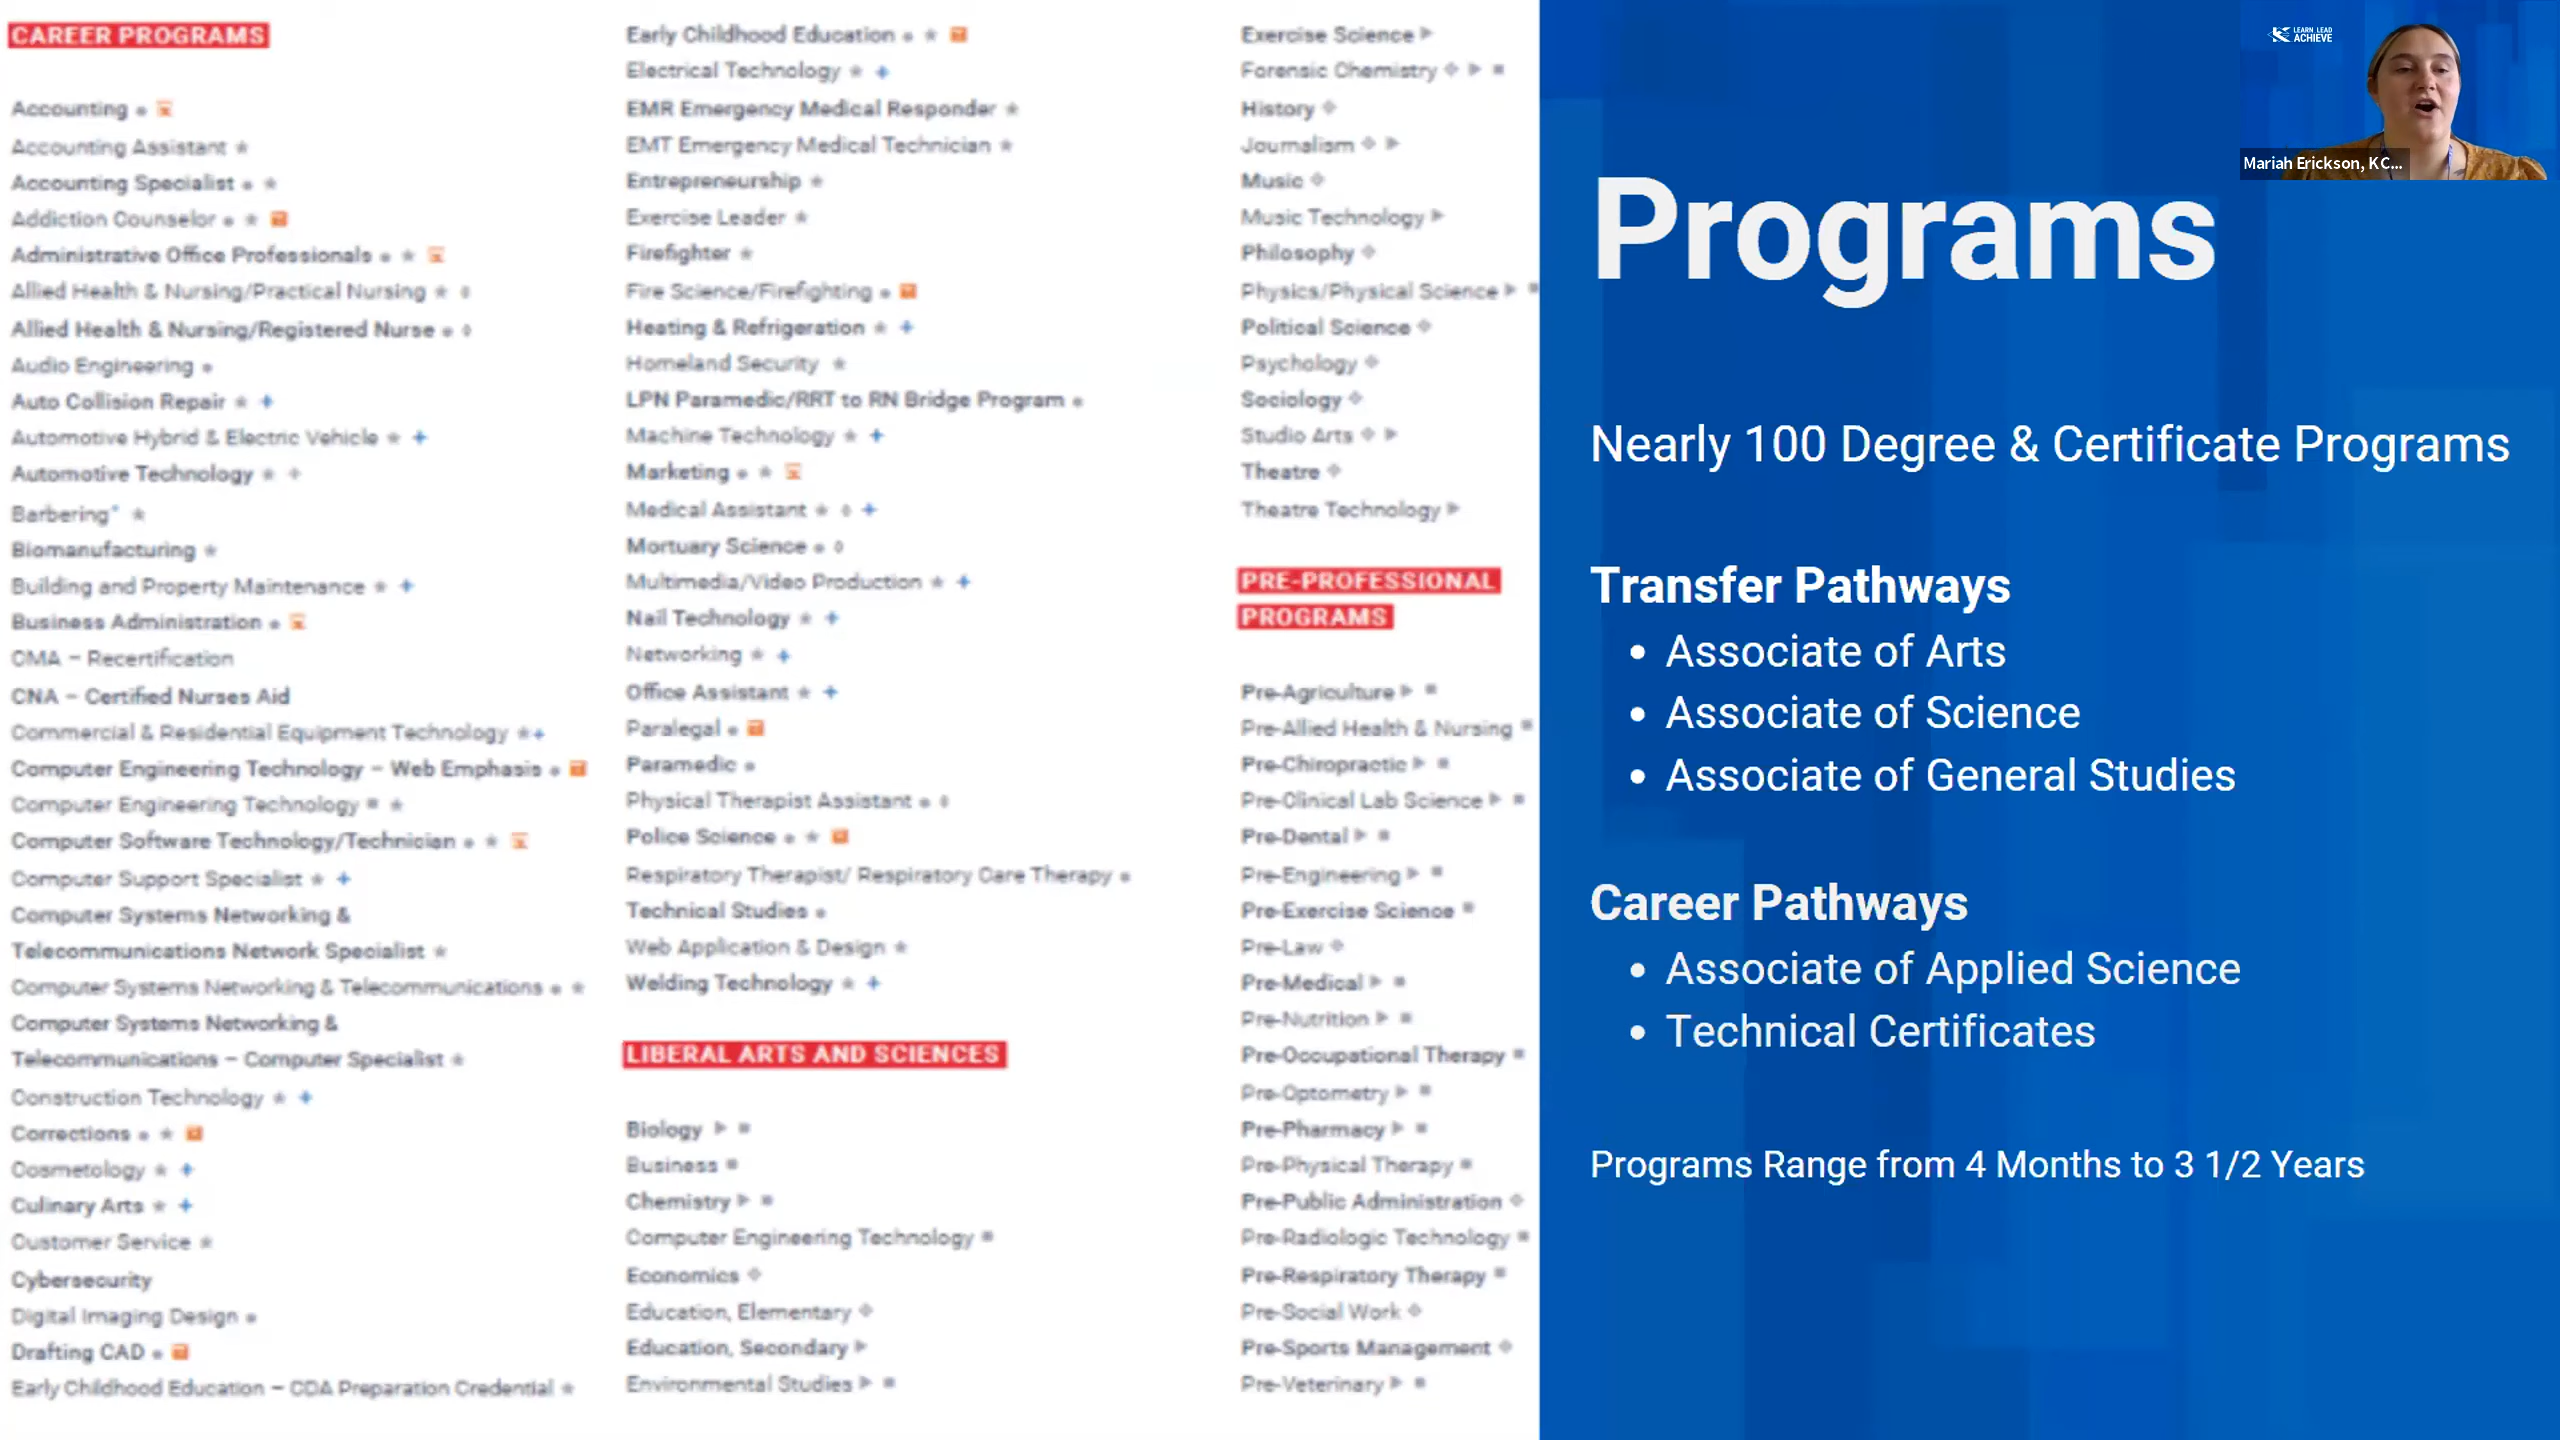 CAREER PROGRAMS
Accounting
Accounting Assistant
Accounting Specialist
Addiction Counselor
Administrative Office Professionals
Allied Health & Nursing/Practical Nursing
Allied Health & Nursing/Registered Nurse
Audio Engineering
Auto Collision Repair
Automotive Hybrid & Electric Vehicle
Automotive Technology
Barbering*
Biomanufacturing
Building and Property Maintenance
Business Administration
CMA – Recertification
CNA – Certified Nurses Aid
Commercial & Residential Equipment Technology
Computer Engineering Technology – Web Emphasis
Computer Engineering Technology
Computer Software Technology/Technician
Computer Support Specialist
Computer Systems Networking &
Telecommunications Network Specialist
Computer Systems Networking & Telecommunications
Computer Systems Networking &
Telecommunications – Computer Specialist
Construction Technology
Corrections
Cosmetology
Culinary Arts
Customer Service
Cybersecurity
Digital Imaging Design
Drafting CAD
Early Childhood Education – CDA Preparation Credential
Early Childhood Education
Electrical Technology
EMR Emergency Medical Responder
EMT Emergency Medical Technician
Entrepreneurship
Exercise Leader
Firefighter
Fire Science/Firefighting
Heating & Refrigeration
Homeland Security
LPN Paramedic/RRT to RN Bridge Program
Machine Technology
Marketing
Medical Assistant
Mortuary Science
Multimedia/Video Production
Nail Technology
Networking
Office Assistant
Paralegal
Paramedic
Physical Therapist Assistant
Police Science
Respiratory Therapist/ Respiratory Care Therapy
Technical Studies
Web Application & Design
Welding Technology
LIBERAL ARTS AND SCIENCES
Biology
Business
Chemistry
Computer Engineering Technology
Economics
Education, Elementary
Education, Secondary
Environmental Studies
Exercise Science
Forensic Chemistry
History
Journalism
Music
Music Technology
Philosophy
Physics/Physical Science
Political Science
Psychology
Sociology
Studio Arts
Theatre
Theatre Technology
PRE-PROFESSIONAL
PROGRAMS
Pre-Agriculture
Pre-Allied Health & Nursing
Pre-Chiropractic
Pre-Clinical Lab Science
Pre-Dental
Pre-Engineering
Pre-Exercise Science
Pre-Law
Pre-Medical
Pre-Nutrition
Pre-Occupational Therapy
Pre-Optometry
Pre-Pharmacy
Pre-Physical Therapy
Pre-Public Administration
Pre-Radiologic Technology
Pre-Respiratory Therapy
Pre-Social Work
Pre-Sports Management
Pre-Veterinary
LEARN LEAD
ACHIEVE
Mariah Erickson, KC...
Programs
Nearly 100 Degree & Certificate Programs
Transfer Pathways
• Associate of Arts
• Associate of Science
• Associate of General Studies
Career Pathways
• Associate of Applied Science
• Technical Certificates
Programs Range from 4 Months to 3 1/2 Years